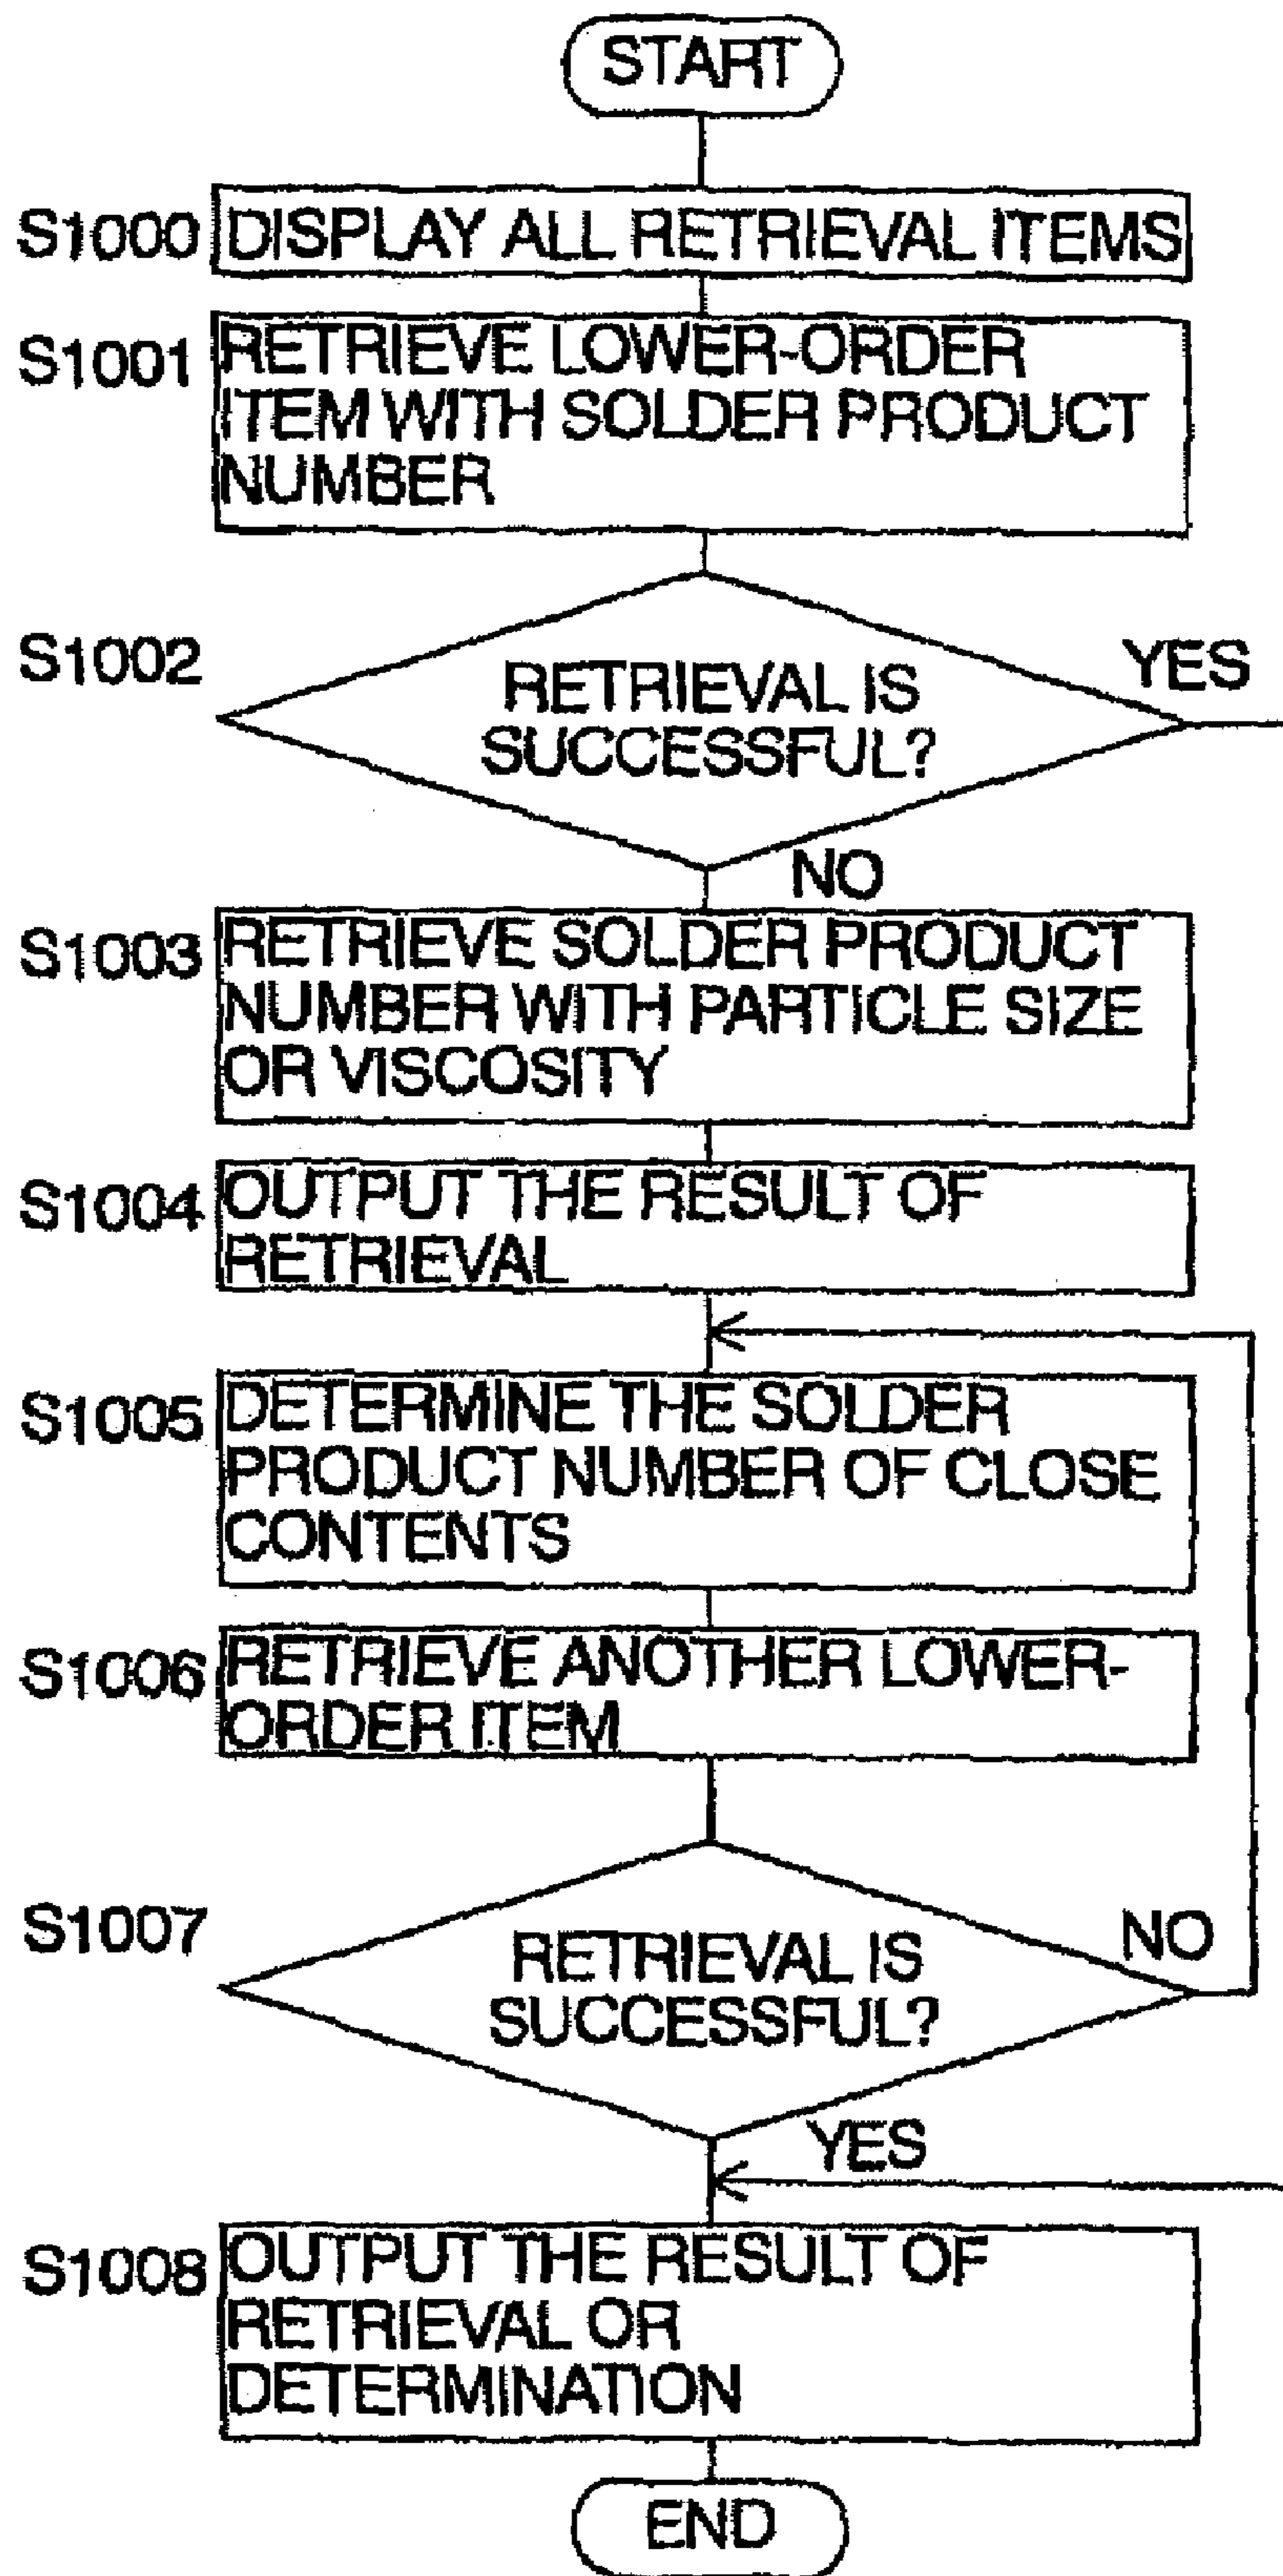 START
S1000 DISPLAY ALL RETRIEVAL ITEMS
S1001 RETRIEVE LOWER-ORDER
ITEM WITH SOLDER PRODUCT
NUMBER
S1002
RETRIEVAL IS
SUCCESSFUL?
YES
NO
S1003 RETRIEVE SOLDER PRODUCT
NUMBER WITH PARTICLE SIZE
OR VISCOSITY
S1004 OUTPUT THE RESULT OF
RETRIEVAL
S1005 DETERMINE THE SOLDER
PRODUCT NUMBER OF CLOSE
CONTENTS
S1006 RETRIEVE ANOTHER LOWER-
ORDER ITEM
S1007
RETRIEVAL IS
SUCCESSFUL?
NO
YES
S1008 OUTPUT THE RESULT OF
RETRIEVAL OR
DETERMINATION
END